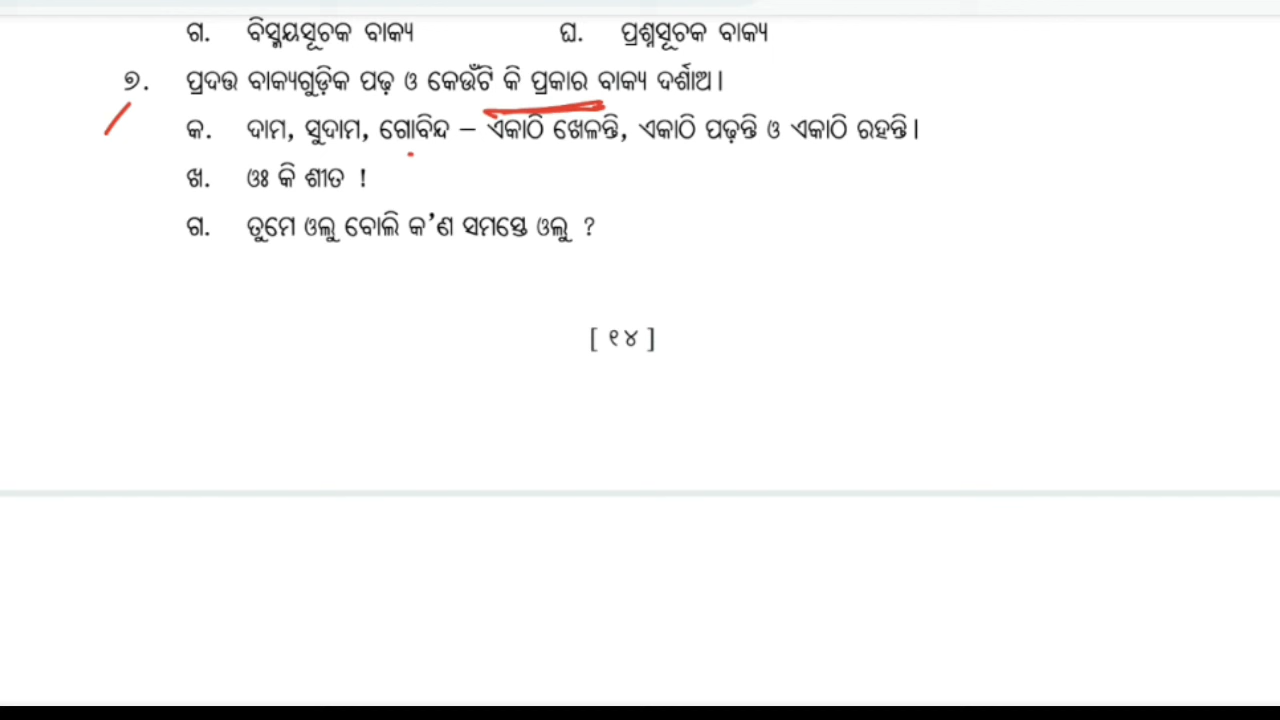 ଗ. ବିସ୍ମୟସୂଚକ ବାକ୍ୟ ଘ. ପ୍ରଶ୍ନସୂଚକ ବାକ୍ୟ
୭. ପ୍ରଦତ୍ତ ବାକ୍ୟଗୁଡ଼ିକ ପଢ଼ ଓ କେଉଁଟି କି ପ୍ରକାର ବାକ୍ୟ ଦର୍ଶାଅ।
କ. ଦାମ, ସୁଦାମ, ଗୋବିନ୍ଦ – ଏକାଠି ଖେଳନ୍ତି, ଏକାଠି ପଢ଼ନ୍ତି ଓ ଏକାଠି ରହନ୍ତି।
ଖ. ଓଃ କି ଶୀତ !
ଗ. ତୁମେ ଓଲୁ ବୋଲି କ’ଣ ସମସ୍ତେ ଓଲୁ ?
[ ୧୪ ]